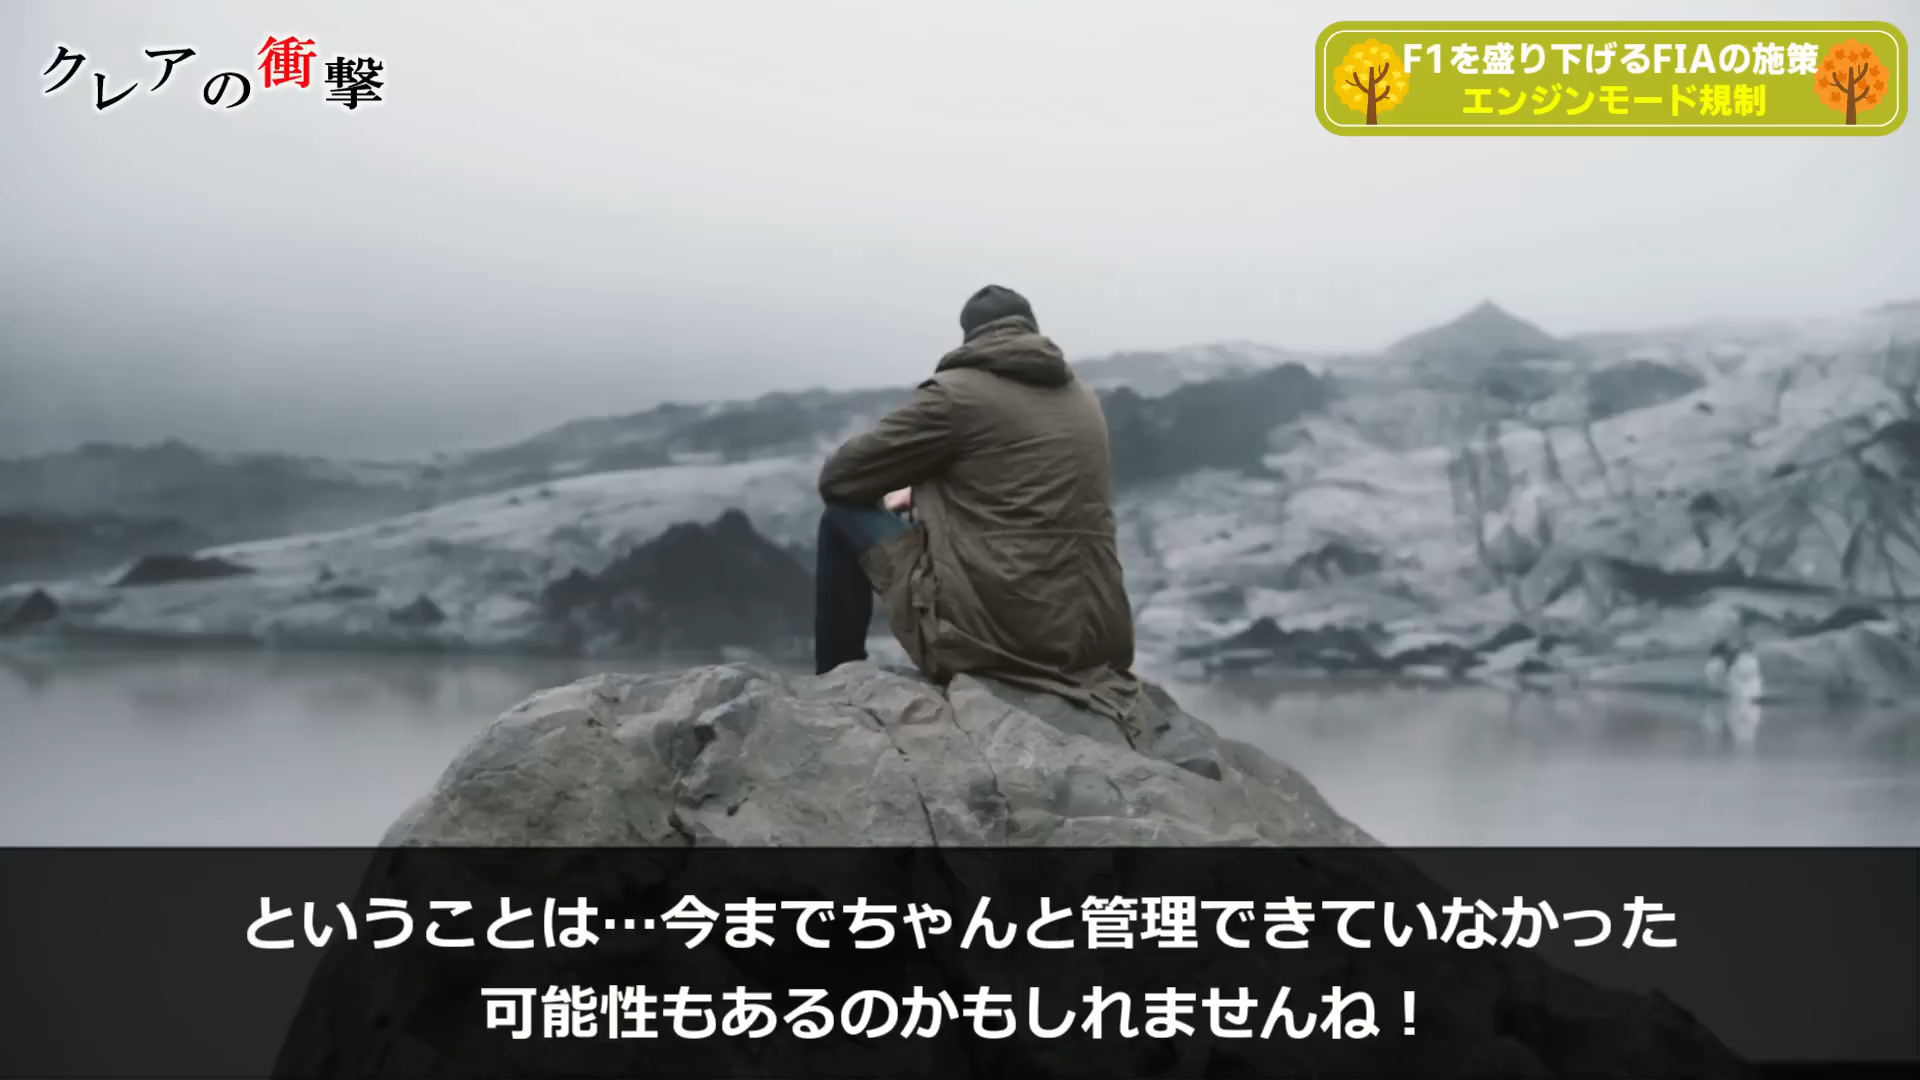 クレアの衝撃
F1を盛り下げるFIAの施策
エンジンモード規制
ということは…今までちゃんと管理できていなかった
可能性もあるのかもしれませんね！